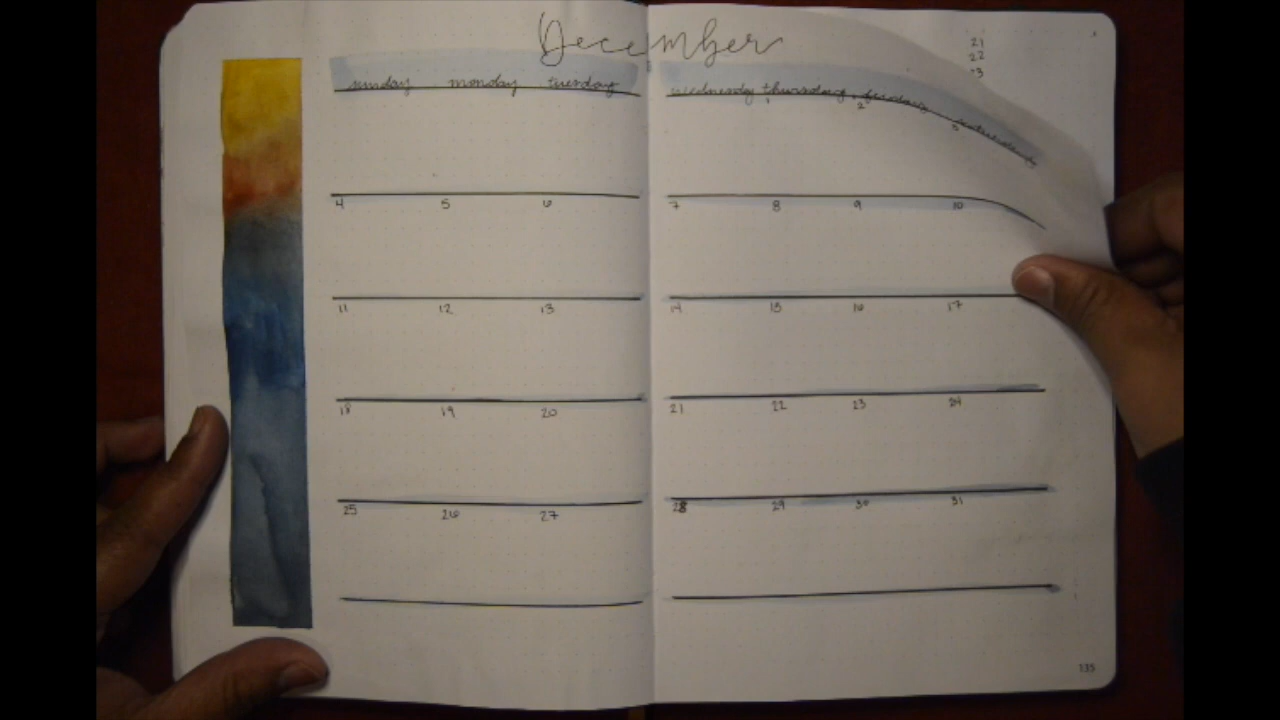 December
21
22
sunday monday tuesday wednesday thursday friday saturday
1 2 3
4 5 6 7 8 9 10
11 12 13 14 15 16 17
18 19 20 21 22 23 24
25 26 27 28 29 30 31
135